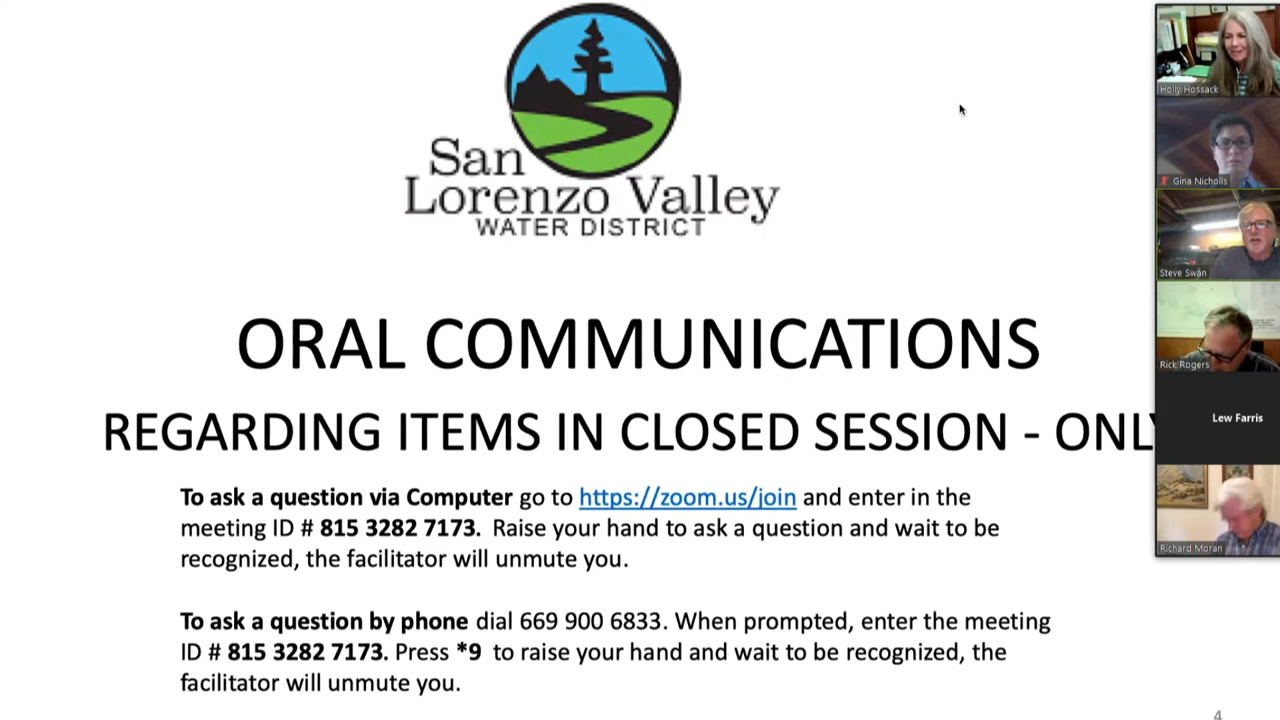 San
Lorenzo Valley
WATER DISTRICT
ORAL COMMUNICATIONS
REGARDING ITEMS IN CLOSED SESSION - ONLY
To ask a question via Computer go to https://zoom.us/join and enter in the
meeting ID # 815 3282 7173. Raise your hand to ask a question and wait to be
recognized, the facilitator will unmute you.
To ask a question by phone dial 669 900 6833. When prompted, enter the meeting
ID # 815 3282 7173. Press *9 to raise your hand and wait to be recognized, the
facilitator will unmute you.
4
Holly Hossack
Gina Nicholls
Steve Swan
Rick Rogers
Lew Farris
Richard Moran